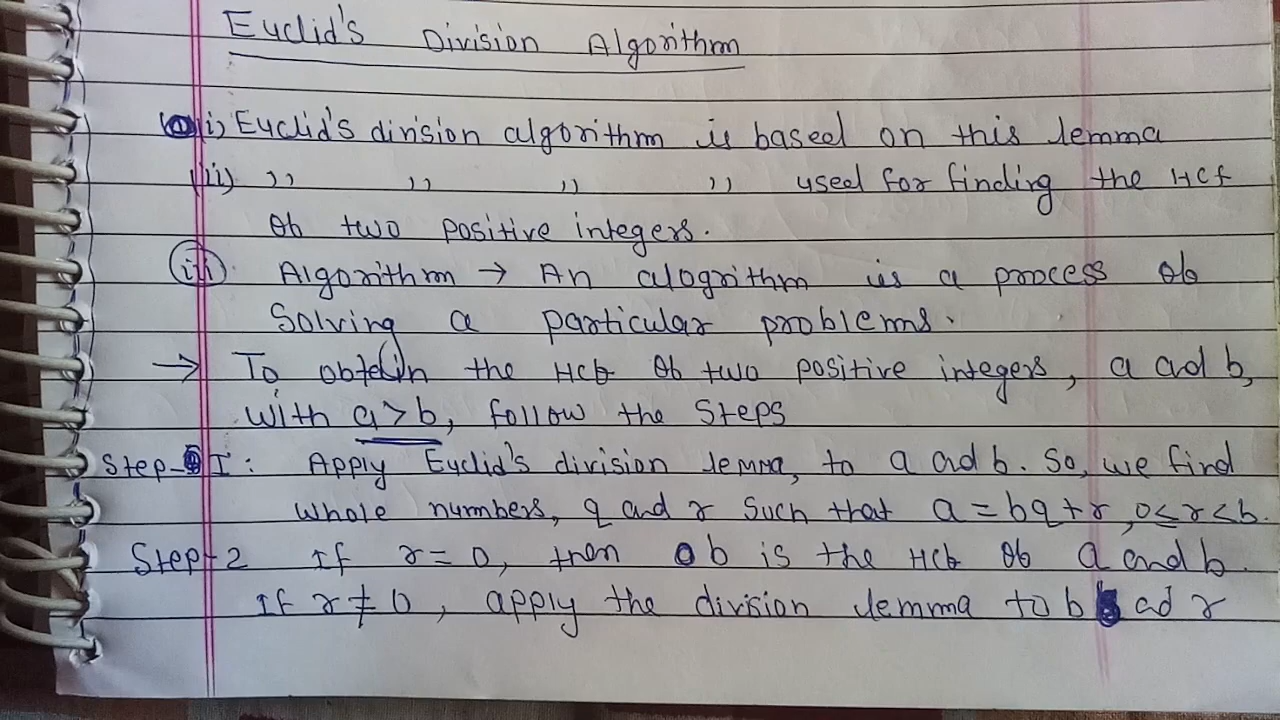 Euclid's Division Algorithm
(i) Euclid's division algorithm is based on this lemma
(ii) ,, ,, ,, ,, used for finding the HCF
Of two positive integers.
(iii) Algorithm → An alogrithm is a process of
Solving a particular problems.
→ To obtain the HCf Of two positive integers, a ad b,
with a > b, follow the Steps
Step-I: Apply Euclid's division lemma, to a ad b. So, we find
whole numbers, q and r Such that a = bq + r, 0 ≤ r < b.
Step-2 If r = 0, then b is the HCf Of a and b.
If r ≠ 0, apply the division lemma to b ad r